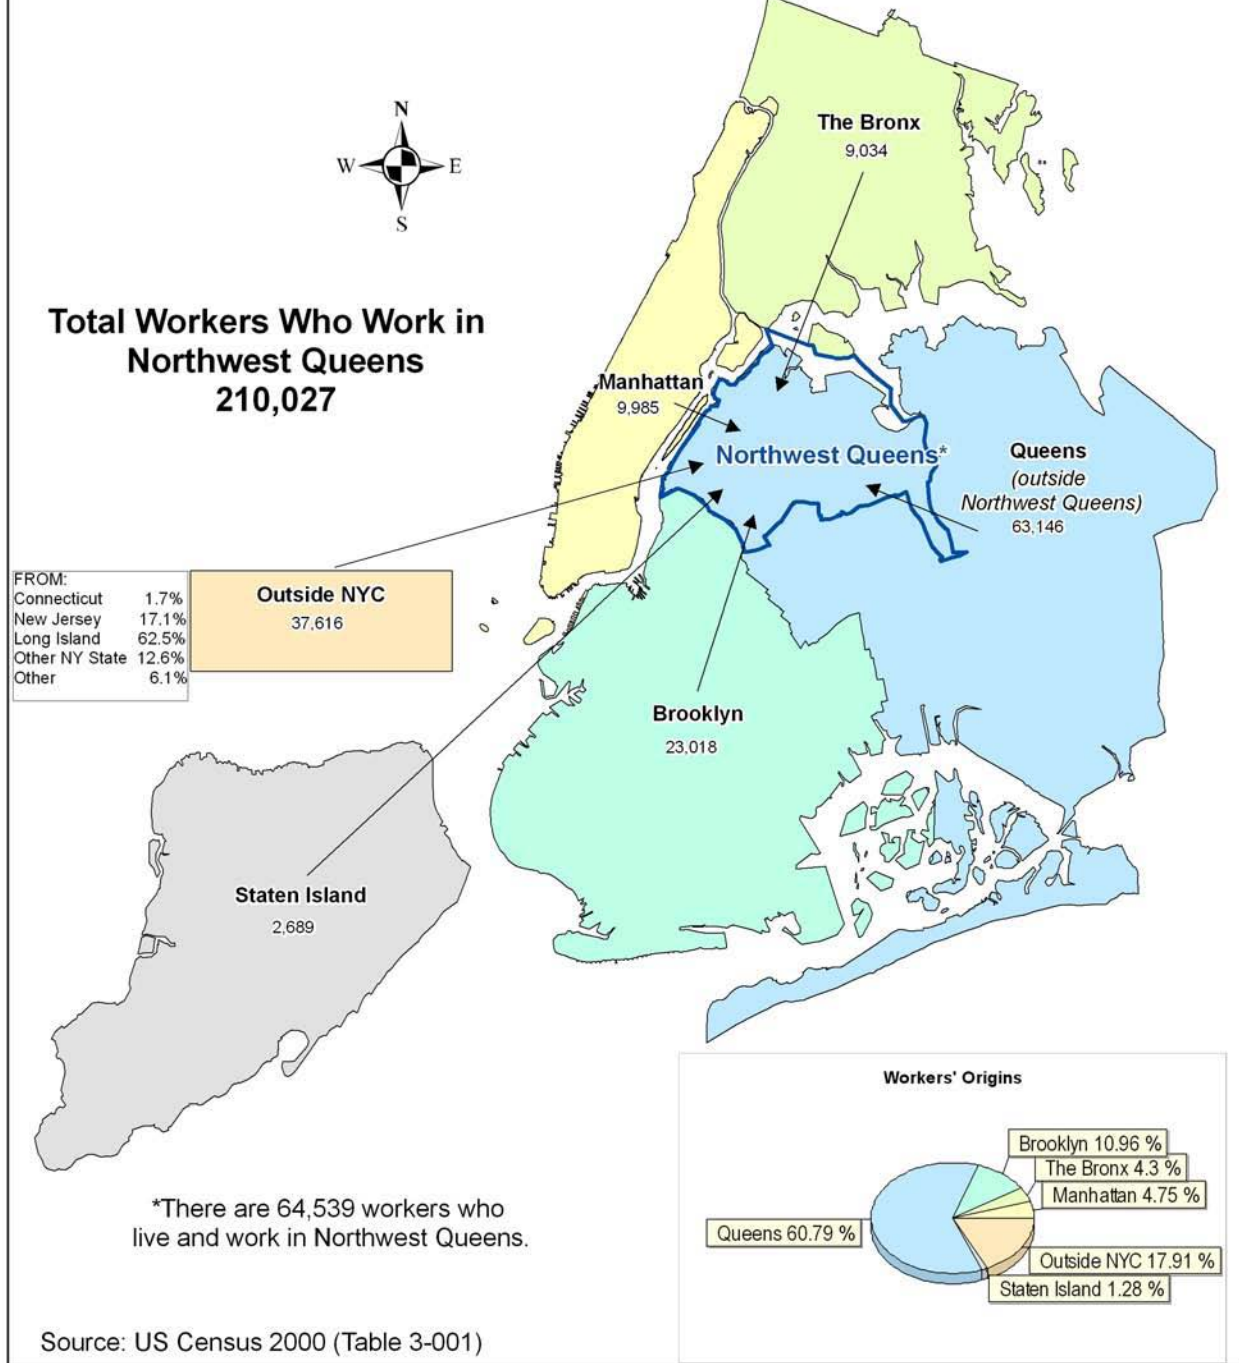 N
W
E
S
The Bronx
9,034
Total Workers Who Work in
Northwest Queens
210,027
Manhattan
9,985
Northwest Queens*
Queens
(outside
Northwest Queens)
63,146
FROM:
Connecticut 1.7%
New Jersey 17.1%
Long Island 62.5%
Other NY State 12.6%
Other 6.1%
Outside NYC
37,616
Brooklyn
23,018
Staten Island
2,689
Workers' Origins
Brooklyn 10.96 %
The Bronx 4.3 %
Manhattan 4.75 %
Queens 60.79 %
Outside NYC 17.91 %
Staten Island 1.28 %
*There are 64,539 workers who
live and work in Northwest Queens.
Source: US Census 2000 (Table 3-001)